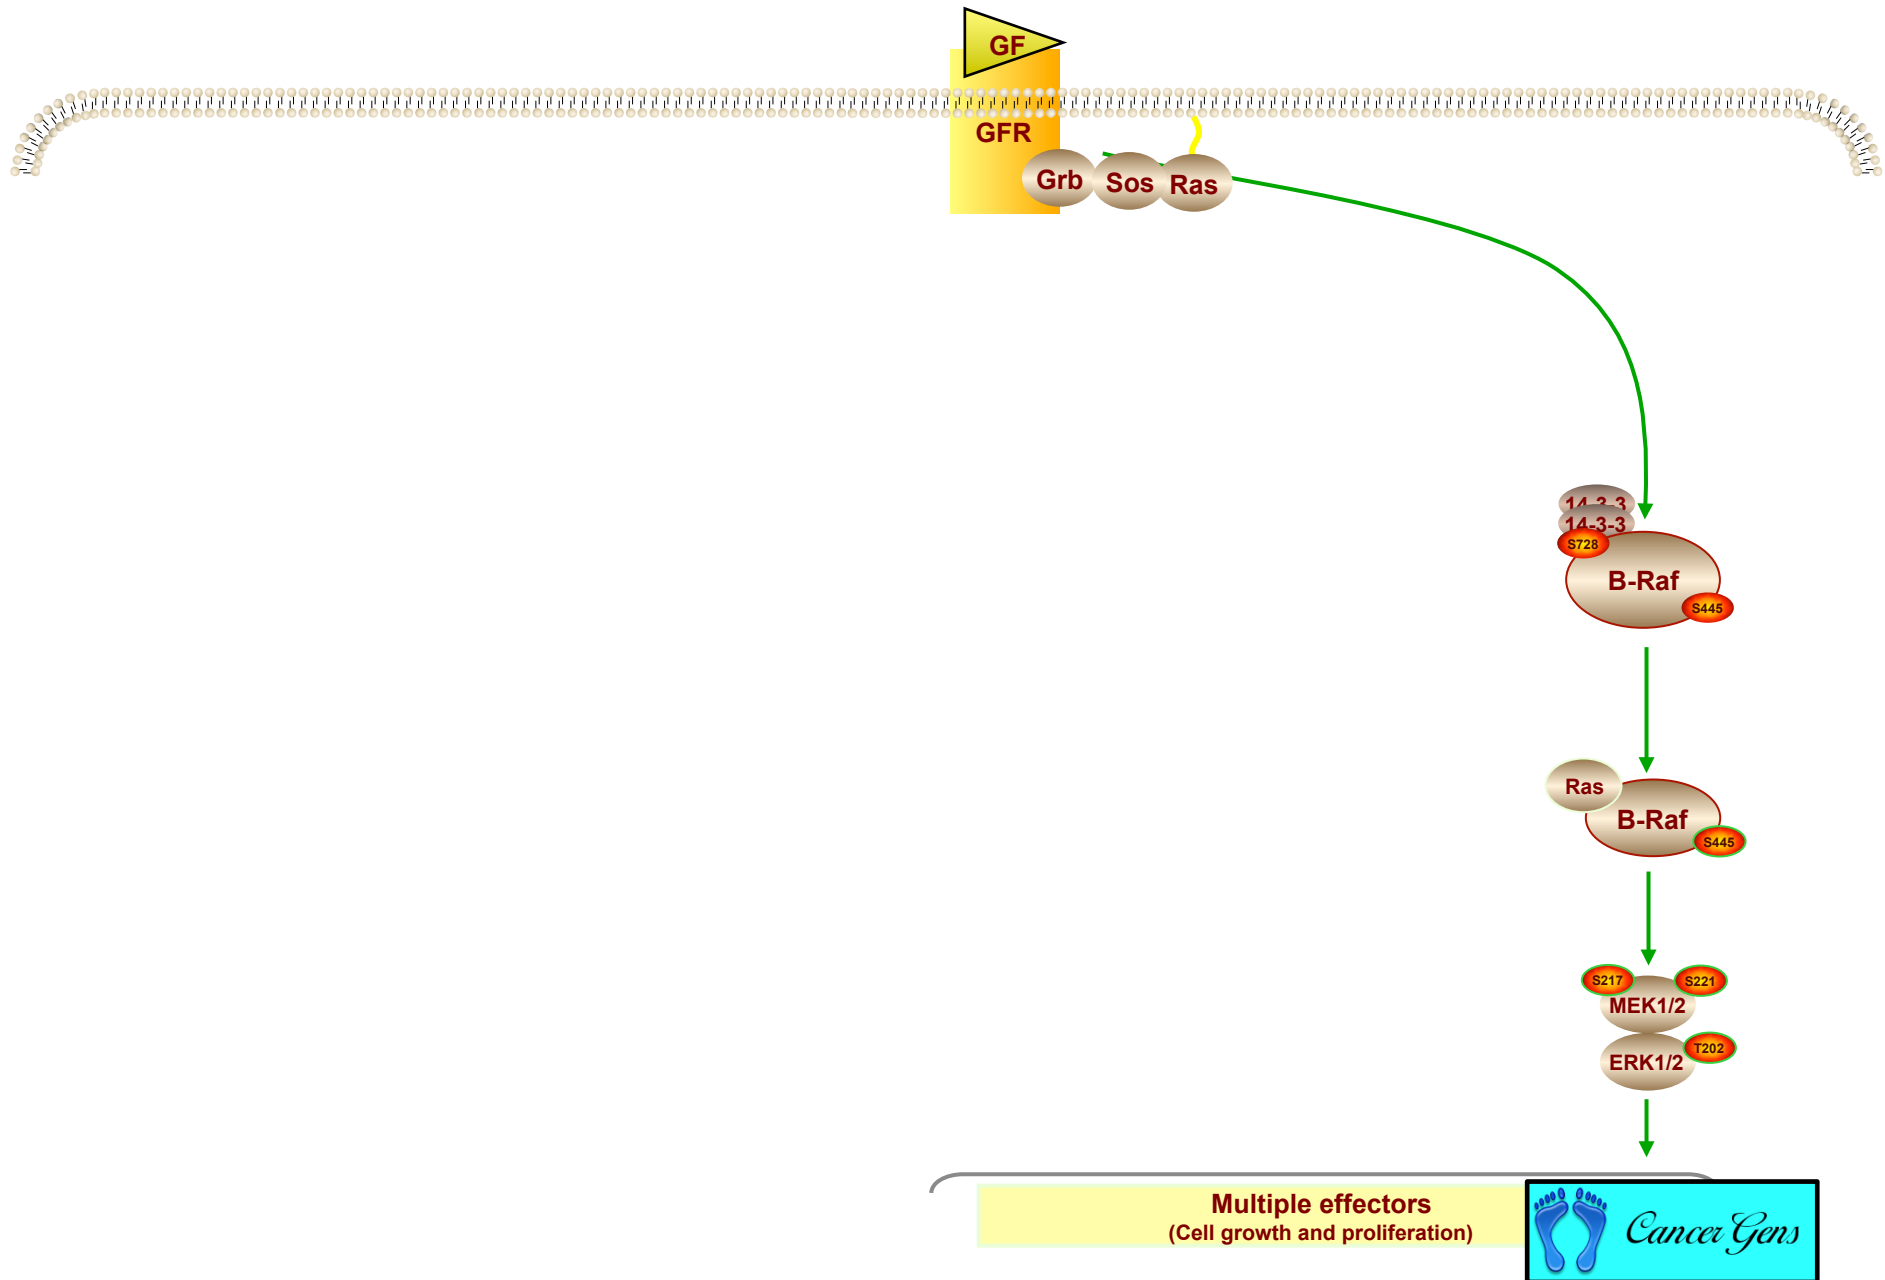 GF
GFR
Grb
Sos
Ras
14-3-3
14-3-3
S728
B-Raf
S445
Ras
B-Raf
S445
S217
S221
MEK1/2
ERK1/2
T202
Multiple effectors
(Cell growth and proliferation)
Cancer Gens